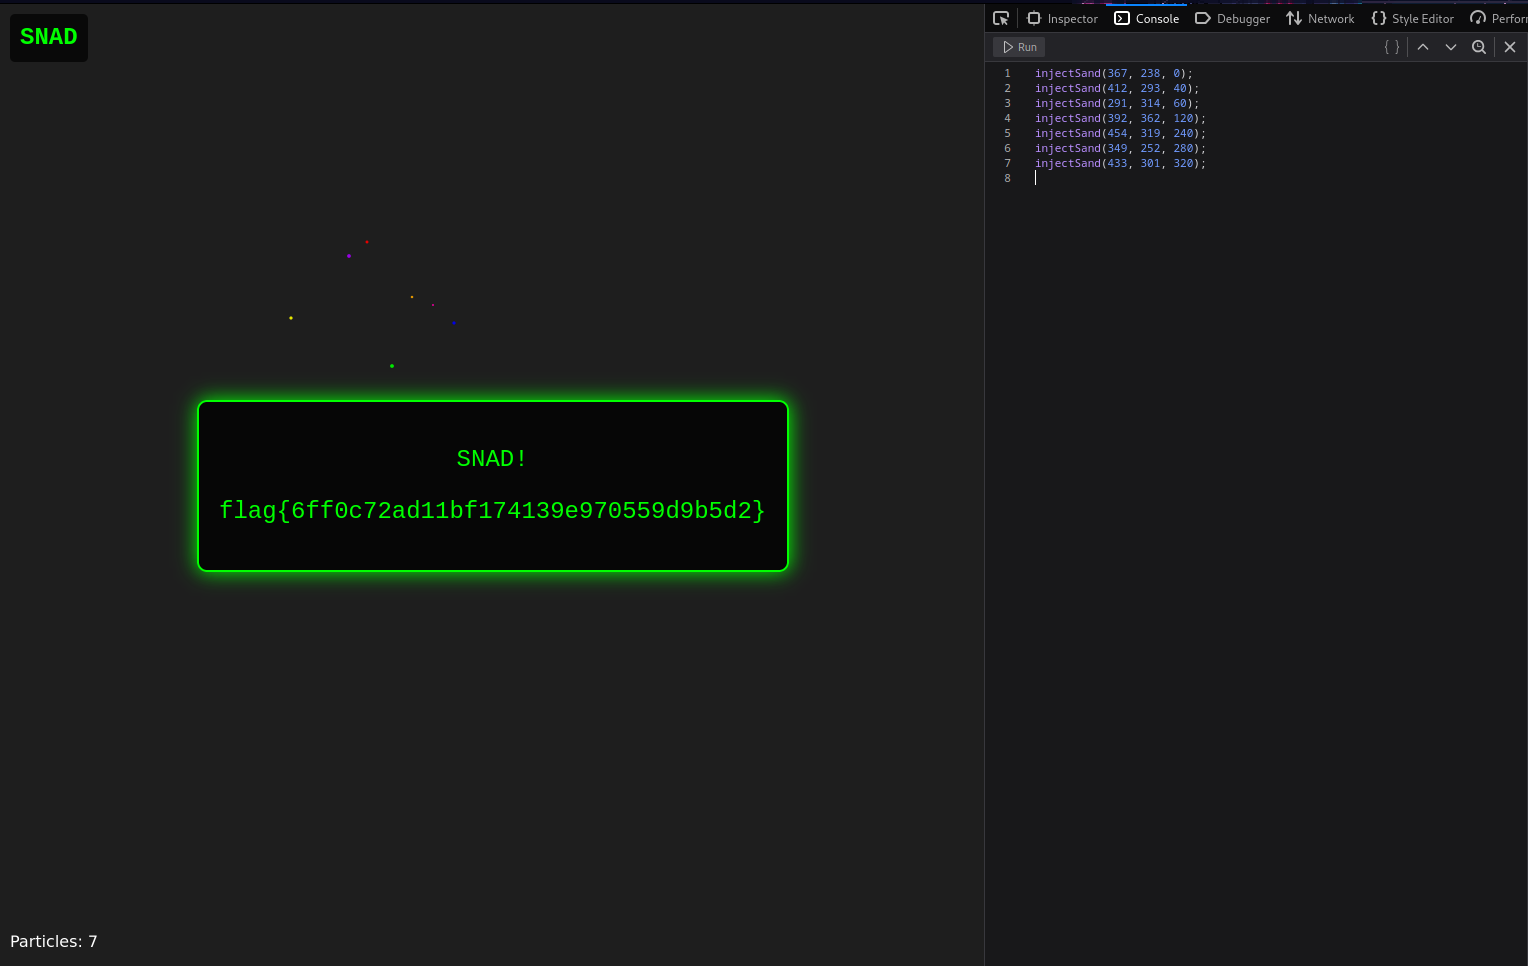 SNAD
SNAD!
flag{6ff0c72ad11bf174139e970559d9b5d2}
Particles: 7
Inspector Console Debugger Network Style Editor Perfor
Run { }
1 injectSand(367, 238, 0);
2 injectSand(412, 293, 40);
3 injectSand(291, 314, 60);
4 injectSand(392, 362, 120);
5 injectSand(454, 319, 240);
6 injectSand(349, 252, 280);
7 injectSand(433, 301, 320);
8